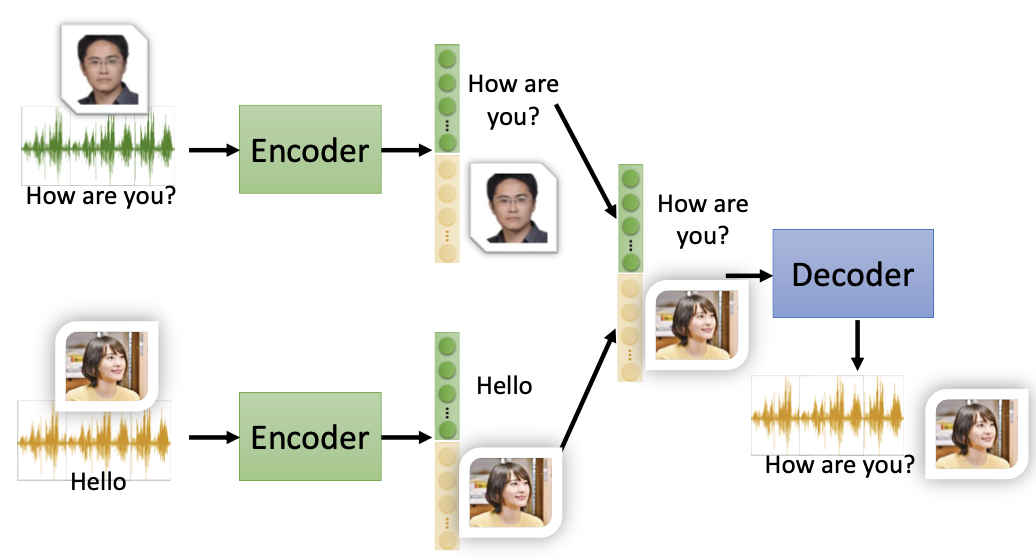 How are you?
Encoder
How are
you?
Hello
Encoder
Hello
How are
you?
Decoder
How are you?